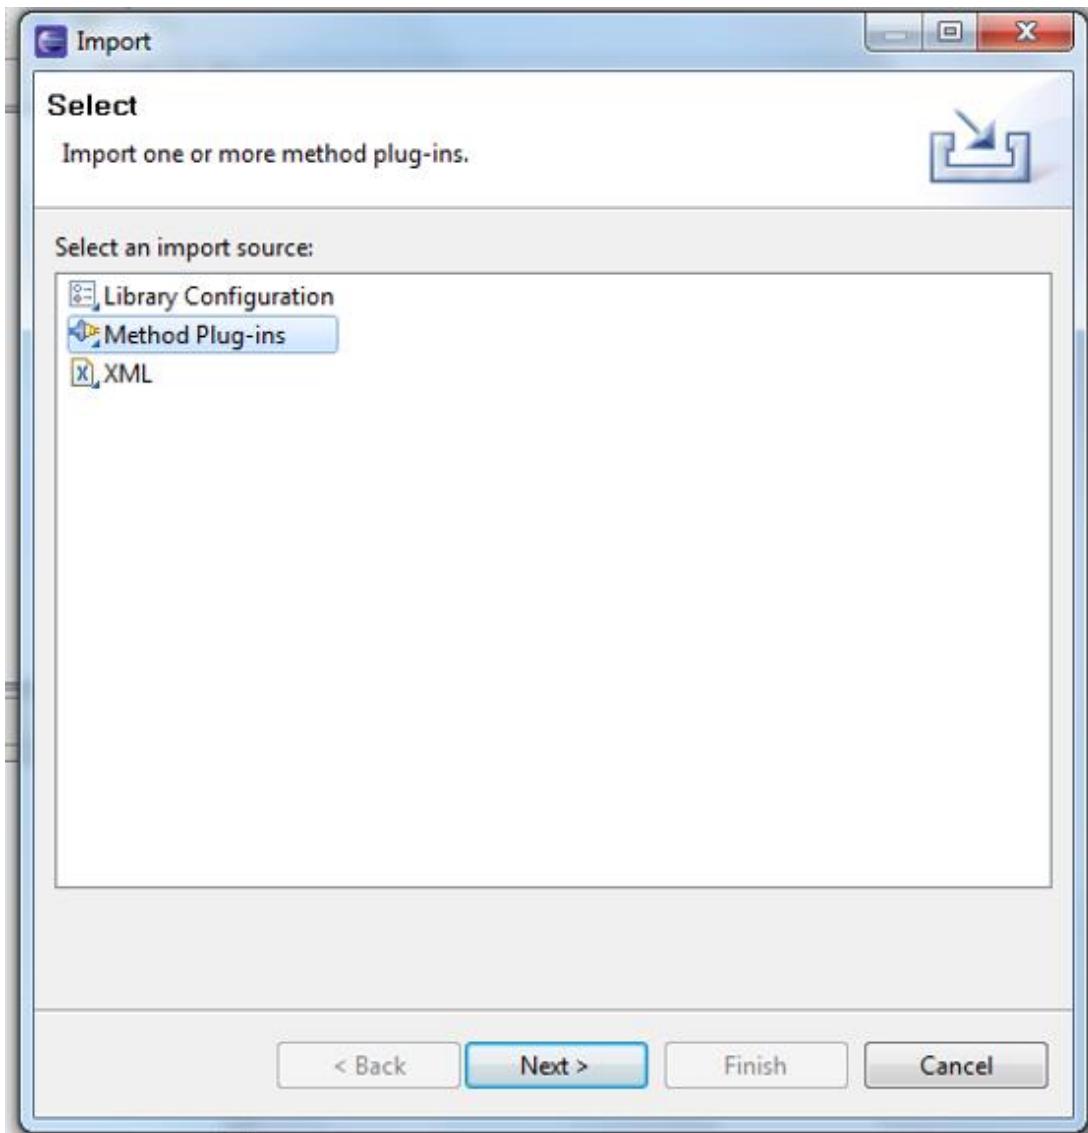 Import
Select
Import one or more method plug-ins.
Select an import source:
Library Configuration
Method Plug-ins
XML
< Back
Next >
Finish
Cancel